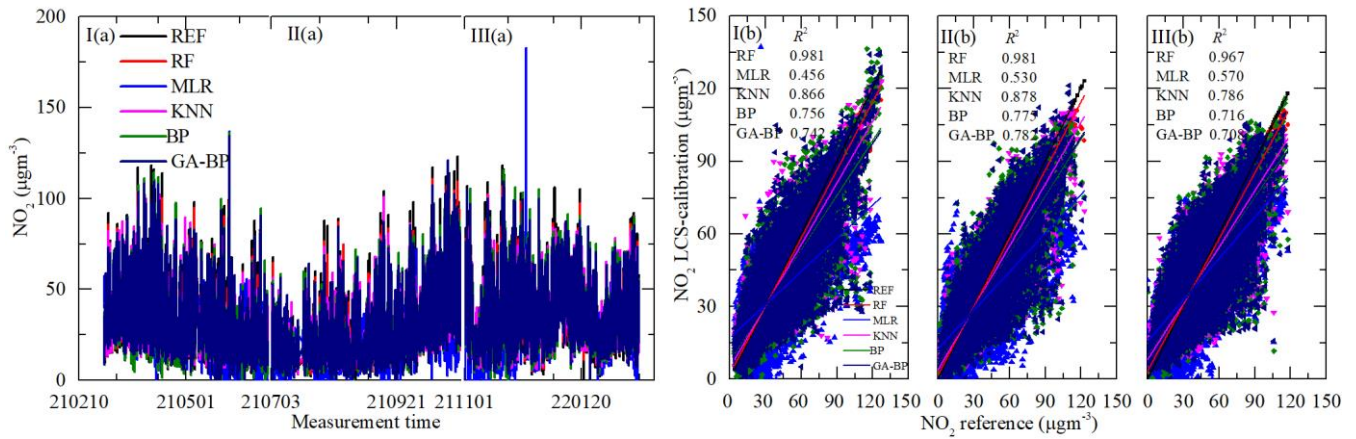 I(a)
II(a)
III(a)
REF
RF
MLR
KNN
BP
GA-BP
NO2 (µgm-3)
200
150
100
50
0
210210
210501
210703
210921
211101
220120
Measurement time
I(b)
R2
RF 0.981
MLR 0.456
KNN 0.866
BP 0.756
GA-BP 0.742
II(b)
R2
RF 0.981
MLR 0.530
KNN 0.878
BP 0.775
GA-BP 0.782
III(b)
R2
RF 0.967
MLR 0.570
KNN 0.786
BP 0.716
GA-BP 0.708
REF
RF
MLR
KNN
BP
GA-BP
NO2 LCS-calibration (µgm-3)
150
120
90
60
30
0
0 30 60 90 120 150
0 30 60 90 120 150
0 30 60 90 120 150
NO2 reference (µgm-3)